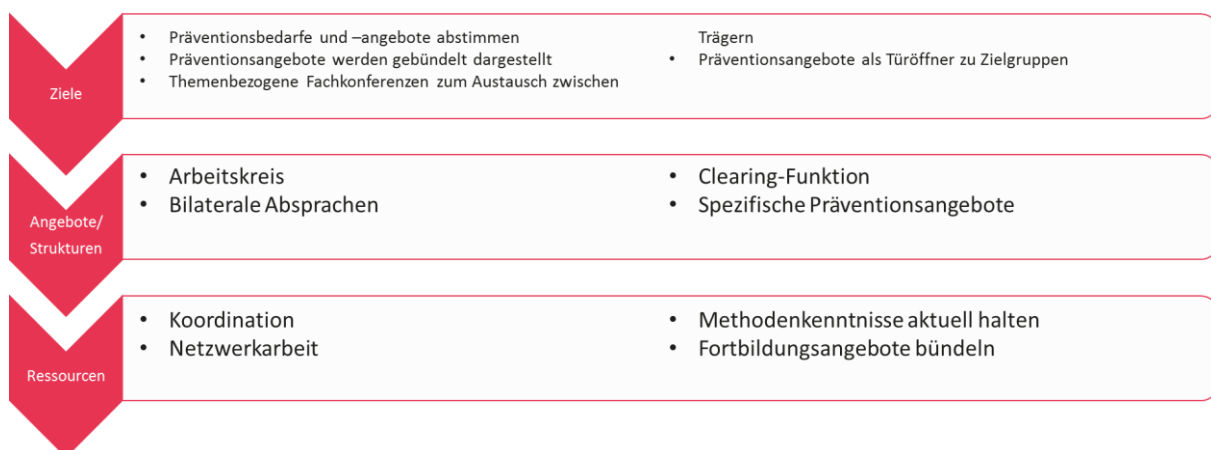 Ziele
• Präventionsbedarfe und –angebote abstimmen
• Präventionsangebote werden gebündelt dargestellt
• Themenbezogene Fachkonferenzen zum Austausch zwischen
Trägern
• Präventionsangebote als Türöffner zu Zielgruppen
Angebote/
Strukturen
• Arbeitskreis
• Bilaterale Absprachen
• Clearing-Funktion
• Spezifische Präventionsangebote
Ressourcen
• Koordination
• Netzwerkarbeit
• Methodenkenntnisse aktuell halten
• Fortbildungsangebote bündeln